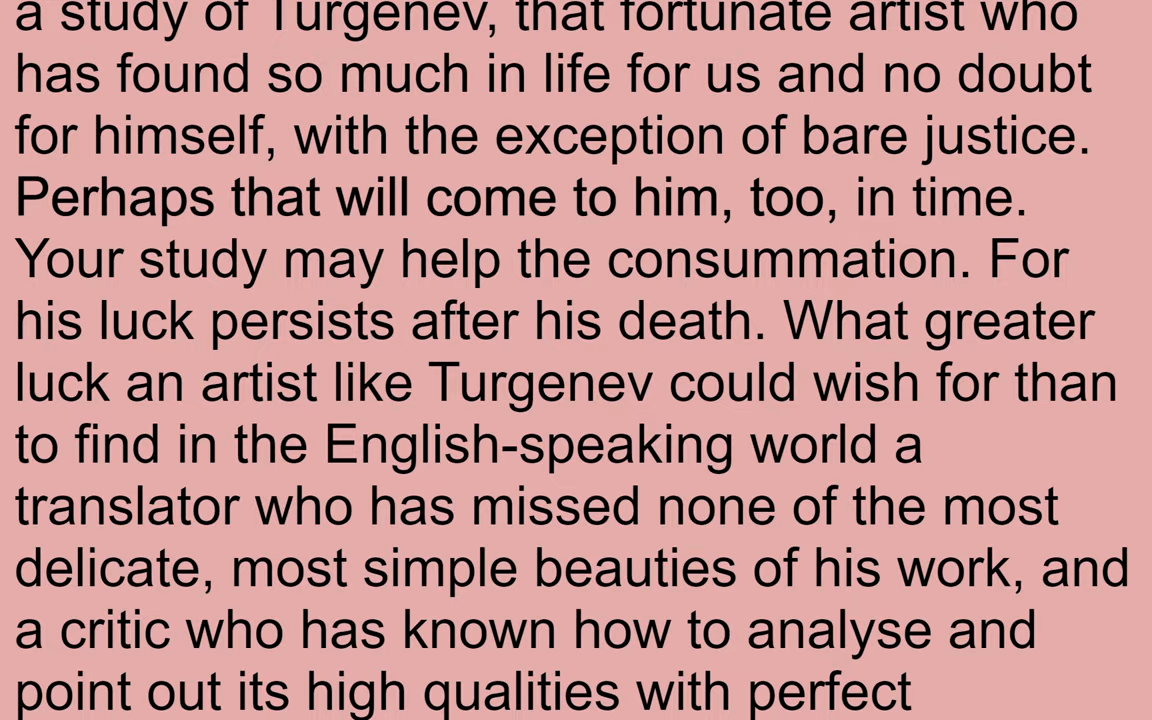 a study of Turgenev, that fortunate artist who
has found so much in life for us and no doubt
for himself, with the exception of bare justice.
Perhaps that will come to him, too, in time.
Your study may help the consummation. For
his luck persists after his death. What greater
luck an artist like Turgenev could wish for than
to find in the English-speaking world a
translator who has missed none of the most
delicate, most simple beauties of his work, and
a critic who has known how to analyse and
point out its high qualities with perfect